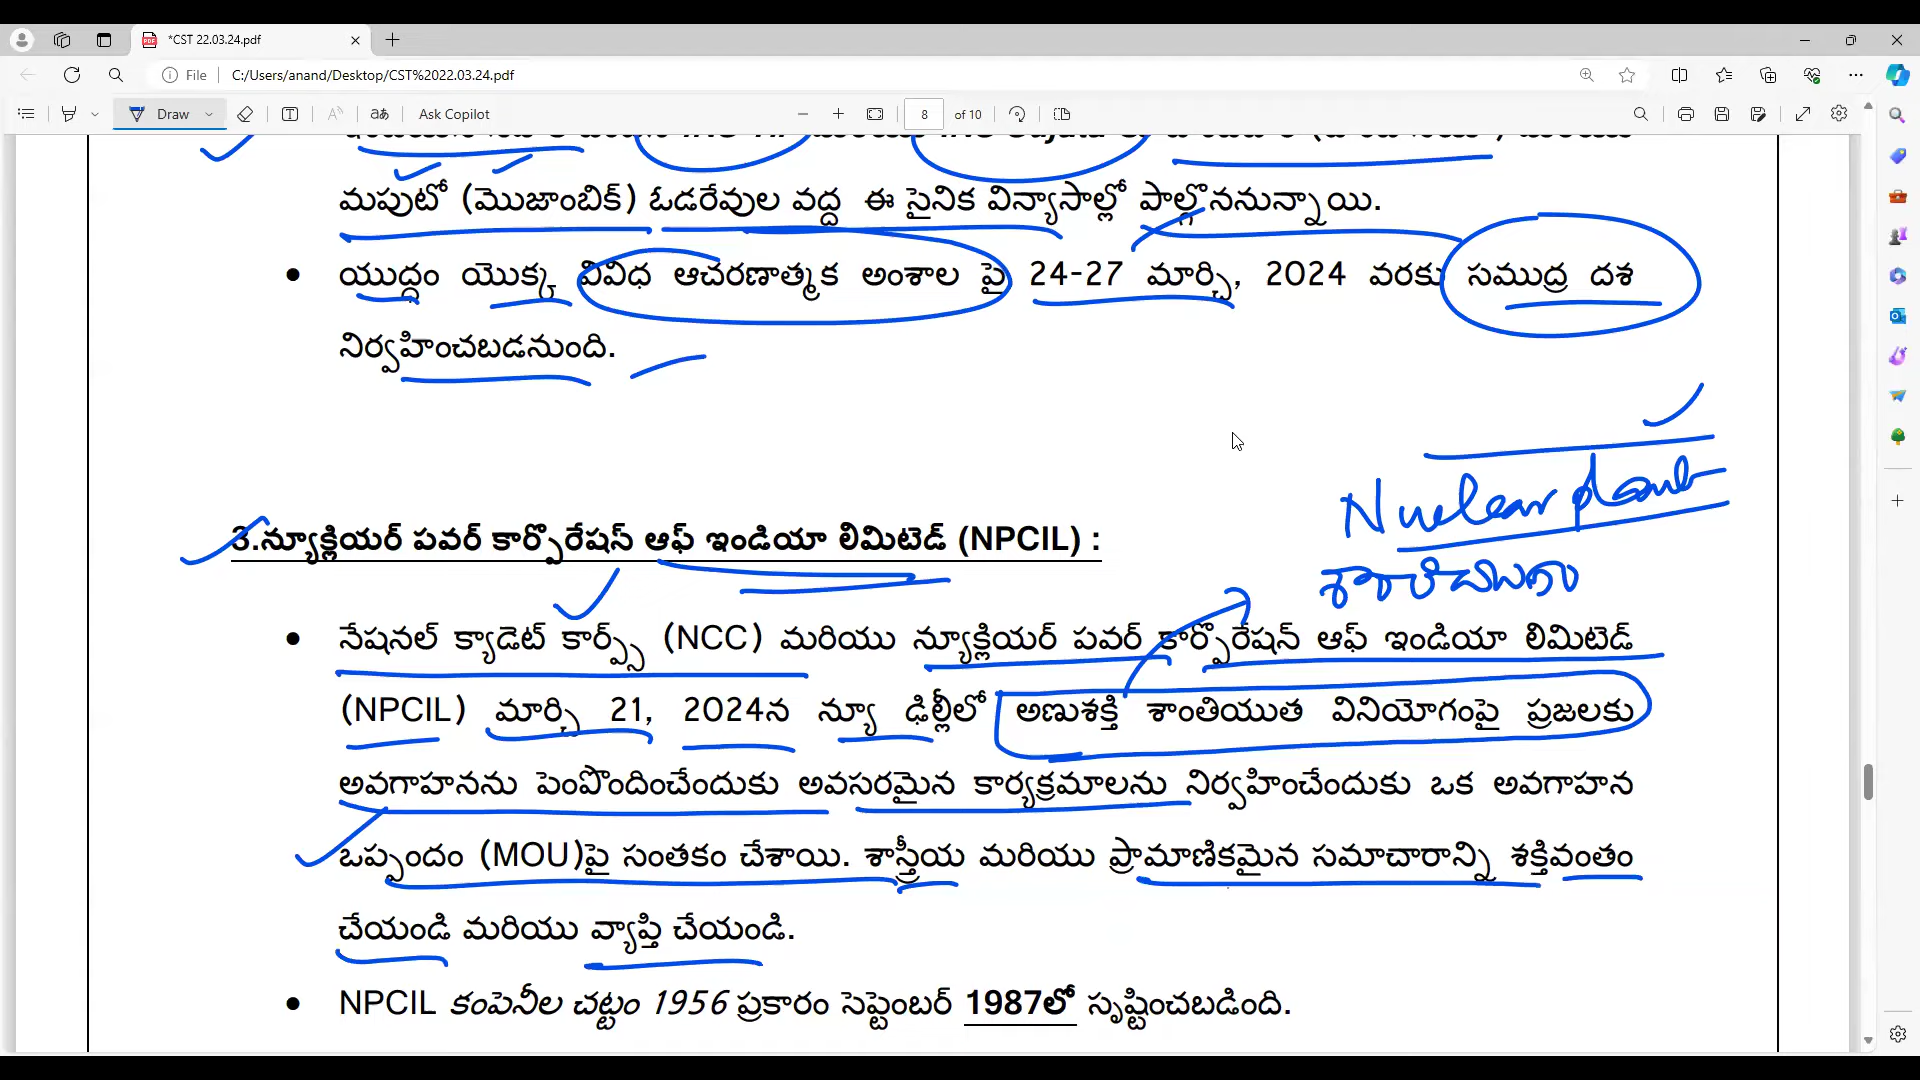 *CST 22.03.24.pdf
File C:/Users/anand/Desktop/CST%2022.03.24.pdf
Draw Ask Copilot 8 of 10
మపుటో (మొజాంబిక్) ఓడరేవుల వద్ద ఈ సైనిక విన్యాసాల్లో పాల్గొననున్నాయి.
• యుద్ధం యొక్క వివిధ ఆచరణాత్మక అంశాల పై 24-27 మార్చి, 2024 వరకు సముద్ర దశ
నిర్వహించబడనుంది.
Nuclear plant
3.న్యూక్లియర్ పవర్ కార్పొరేషన్ ఆఫ్ ఇండియా లిమిటెడ్ (NPCIL) :
• నేషనల్ క్యాడెట్ కార్ప్స్ (NCC) మరియు న్యూక్లియర్ పవర్ కార్పొరేషన్ ఆఫ్ ఇండియా లిమిటెడ్
(NPCIL) మార్చి 21, 2024న న్యూ ఢిల్లీలో అణుశక్తి శాంతియుత వినియోగంపై ప్రజలకు
అవగాహనను పెంపొందించేందుకు అవసరమైన కార్యక్రమాలను నిర్వహించేందుకు ఒక అవగాహన
ఒప్పందం (MOU)పై సంతకం చేశాయి. శాస్త్రీయ మరియు ప్రామాణికమైన సమాచారాన్ని శక్తివంతం
చేయండి మరియు వ్యాప్తి చేయండి.
• NPCIL కంపెనీల చట్టం 1956 ప్రకారం సెప్టెంబర్ 1987లో సృష్టించబడింది.